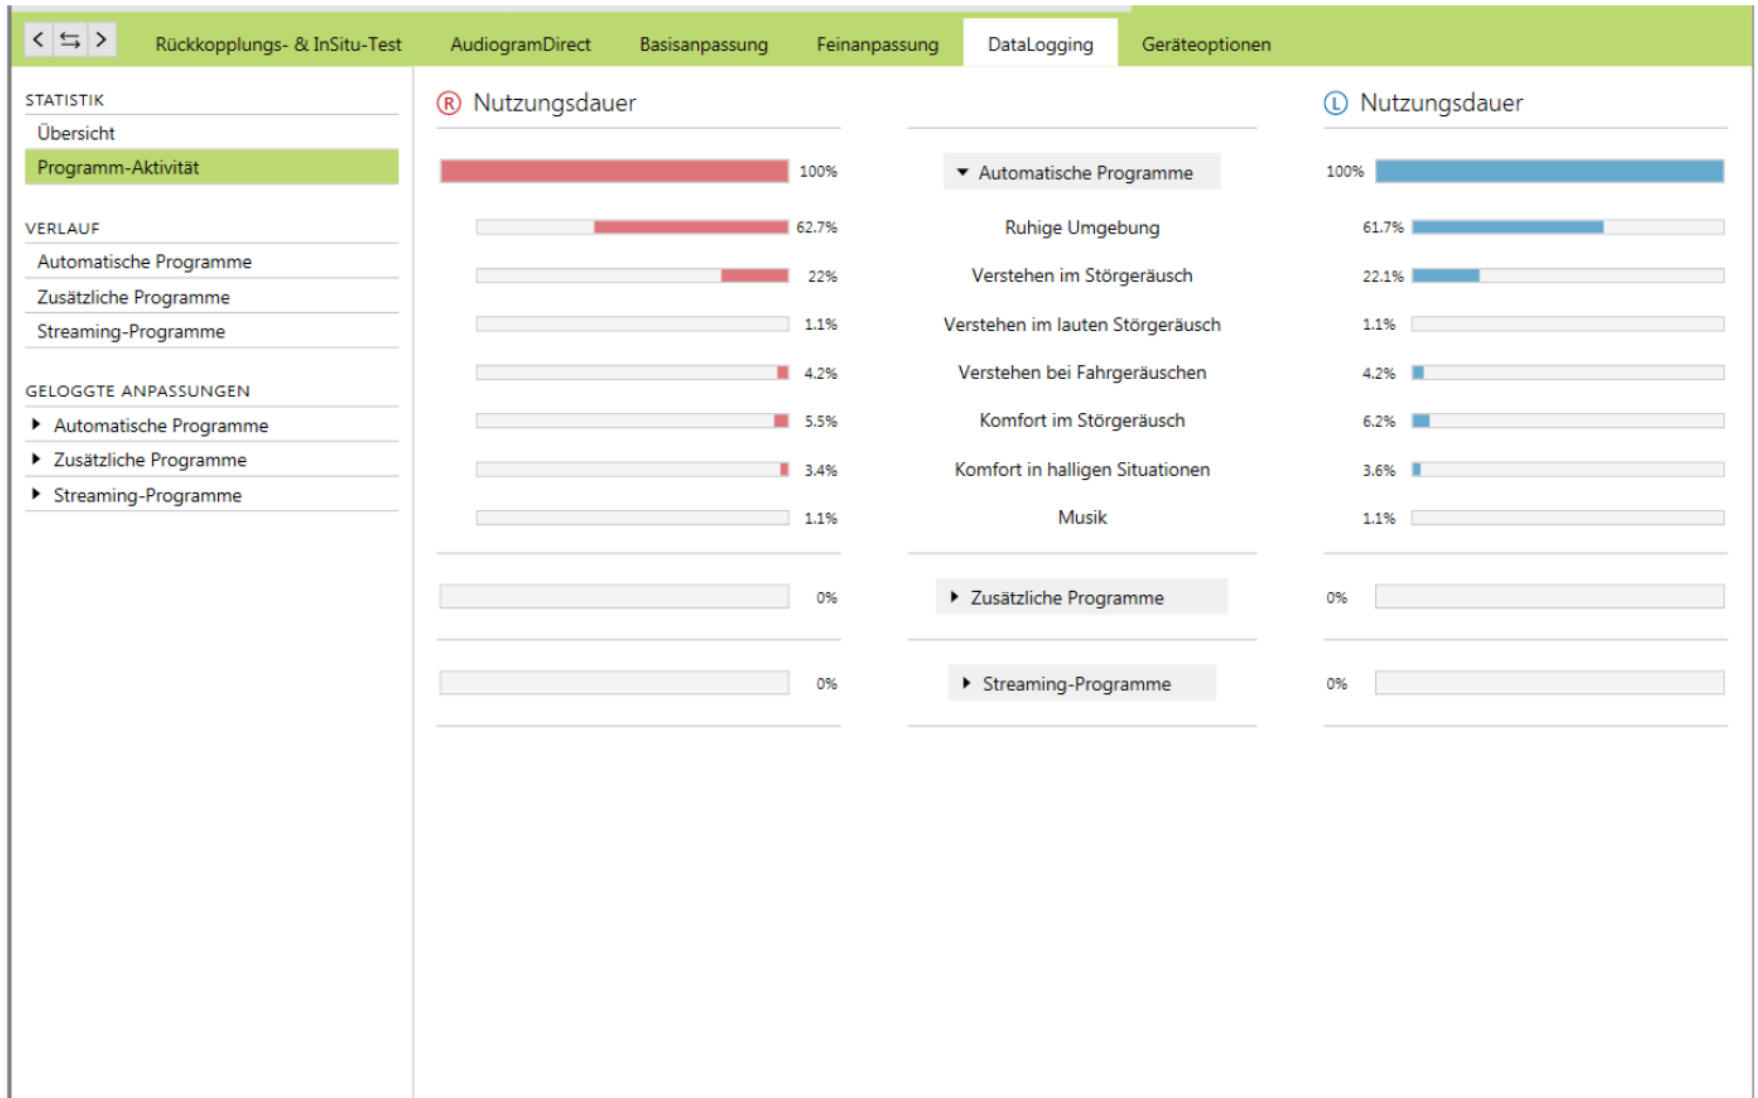 Rückkopplungs- & InSitu-Test AudiogramDirect Basisanpassung Feinanpassung DataLogging Geräteoptionen
STATISTIK
Übersicht
Programm-Aktivität
VERLAUF
Automatische Programme
Zusätzliche Programme
Streaming-Programme
GELOGGTE ANPASSUNGEN
Automatische Programme
Zusätzliche Programme
Streaming-Programme
R Nutzungsdauer L Nutzungsdauer
100% Automatische Programme 100%
62.7% Ruhige Umgebung 61.7%
22% Verstehen im Störgeräusch 22.1%
1.1% Verstehen im lauten Störgeräusch 1.1%
4.2% Verstehen bei Fahrgeräuschen 4.2%
5.5% Komfort im Störgeräusch 6.2%
3.4% Komfort in halligen Situationen 3.6%
1.1% Musik 1.1%
0% Zusätzliche Programme 0%
0% Streaming-Programme 0%